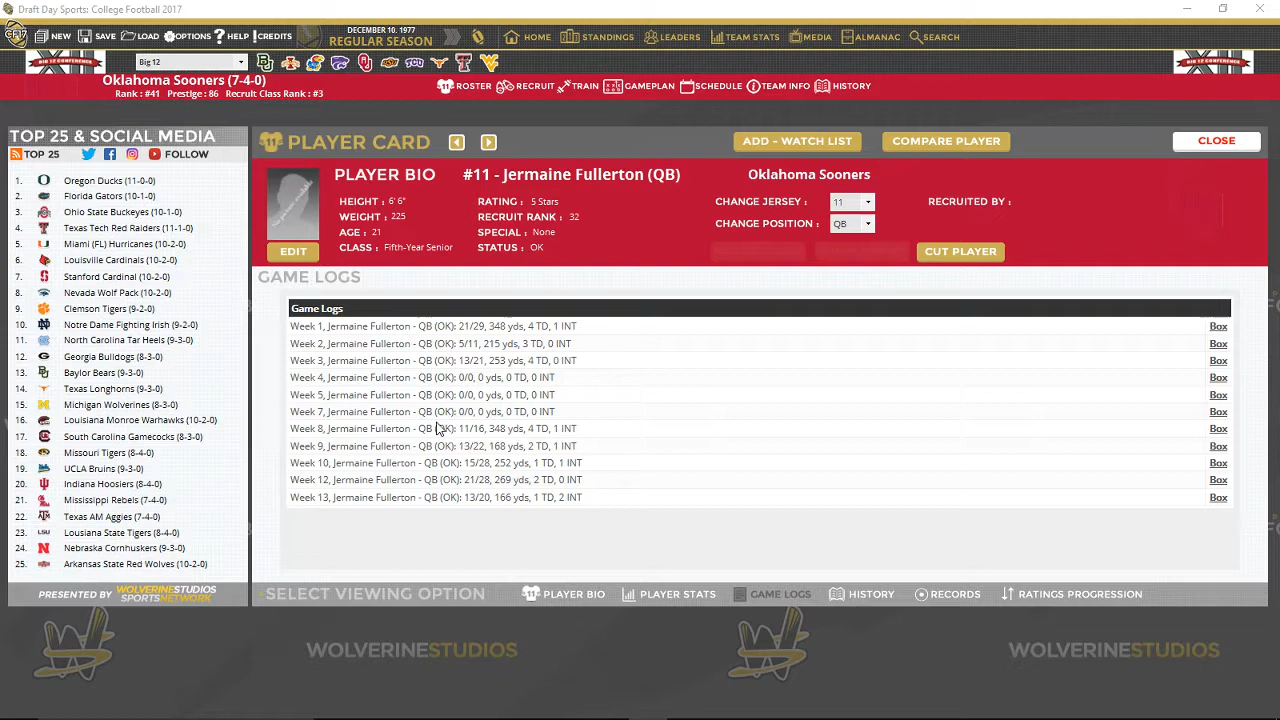 Draft Day Sports: College Football 2017
NEW SAVE LOAD OPTIONS HELP CREDITS
DECEMBER 10, 1977
REGULAR SEASON
HOME STANDINGS LEADERS TEAM STATS MEDIA ALMANAC SEARCH
BIG 12 CONFERENCE
Big 12
BIG 12 CONFERENCE
Oklahoma Sooners (7-4-0)
Rank : #41 Prestige : 86 Recruit Class Rank : #3
ROSTER RECRUIT TRAIN GAMEPLAN SCHEDULE TEAM INFO HISTORY
TOP 25 & SOCIAL MEDIA
TOP 25 FOLLOW
1. Oregon Ducks (11-0-0)
2. Florida Gators (10-1-0)
3. Ohio State Buckeyes (10-1-0)
4. Texas Tech Red Raiders (11-1-0)
5. Miami (FL) Hurricanes (10-2-0)
6. Louisville Cardinals (10-2-0)
7. Stanford Cardinal (10-2-0)
8. Nevada Wolf Pack (10-2-0)
9. Clemson Tigers (9-2-0)
10. Notre Dame Fighting Irish (9-2-0)
11. North Carolina Tar Heels (9-3-0)
12. Georgia Bulldogs (8-3-0)
13. Baylor Bears (9-3-0)
14. Texas Longhorns (9-3-0)
15. Michigan Wolverines (8-3-0)
16. Louisiana Monroe Warhawks (10-2-0)
17. South Carolina Gamecocks (8-3-0)
18. Missouri Tigers (8-4-0)
19. UCLA Bruins (9-3-0)
20. Indiana Hoosiers (8-4-0)
21. Mississippi Rebels (7-4-0)
22. Texas AM Aggies (7-4-0)
23. Lousiana State Tigers (8-4-0)
24. Nebraska Cornhuskers (9-3-0)
25. Arkansas State Red Wolves (10-2-0)
PRESENTED BY WOLVERINESTUDIOS SPORTSNETWORK
PLAYER CARD
ADD - WATCH LIST COMPARE PLAYER CLOSE
PLAYER BIO #11 - Jermaine Fullerton (QB) Oklahoma Sooners
HEIGHT : 6' 6" RATING : 5 Stars CHANGE JERSEY : 11 RECRUITED BY :
WEIGHT : 225 RECRUIT RANK : 32 CHANGE POSITION : QB
AGE : 21 SPECIAL : None
CLASS : Fifth-Year Senior STATUS : OK
EDIT CUT PLAYER
GAME LOGS
Game Logs
Week 1, Jermaine Fullerton - QB (OK): 21/29, 348 yds, 4 TD, 1 INT Box
Week 2, Jermaine Fullerton - QB (OK): 5/11, 215 yds, 3 TD, 0 INT Box
Week 3, Jermaine Fullerton - QB (OK): 13/21, 253 yds, 4 TD, 0 INT Box
Week 4, Jermaine Fullerton - QB (OK): 0/0, 0 yds, 0 TD, 0 INT Box
Week 5, Jermaine Fullerton - QB (OK): 0/0, 0 yds, 0 TD, 0 INT Box
Week 7, Jermaine Fullerton - QB (OK): 0/0, 0 yds, 0 TD, 0 INT Box
Week 8, Jermaine Fullerton - QB (OK): 11/16, 348 yds, 4 TD, 1 INT Box
Week 9, Jermaine Fullerton - QB (OK): 13/22, 168 yds, 2 TD, 1 INT Box
Week 10, Jermaine Fullerton - QB (OK): 15/28, 252 yds, 1 TD, 1 INT Box
Week 12, Jermaine Fullerton - QB (OK): 21/28, 269 yds, 2 TD, 0 INT Box
Week 13, Jermaine Fullerton - QB (OK): 13/20, 166 yds, 1 TD, 2 INT Box
SELECT VIEWING OPTION PLAYER BIO PLAYER STATS GAME LOGS HISTORY RECORDS RATINGS PROGRESSION
WOLVERINESTUDIOS WOLVERINESTUDIOS